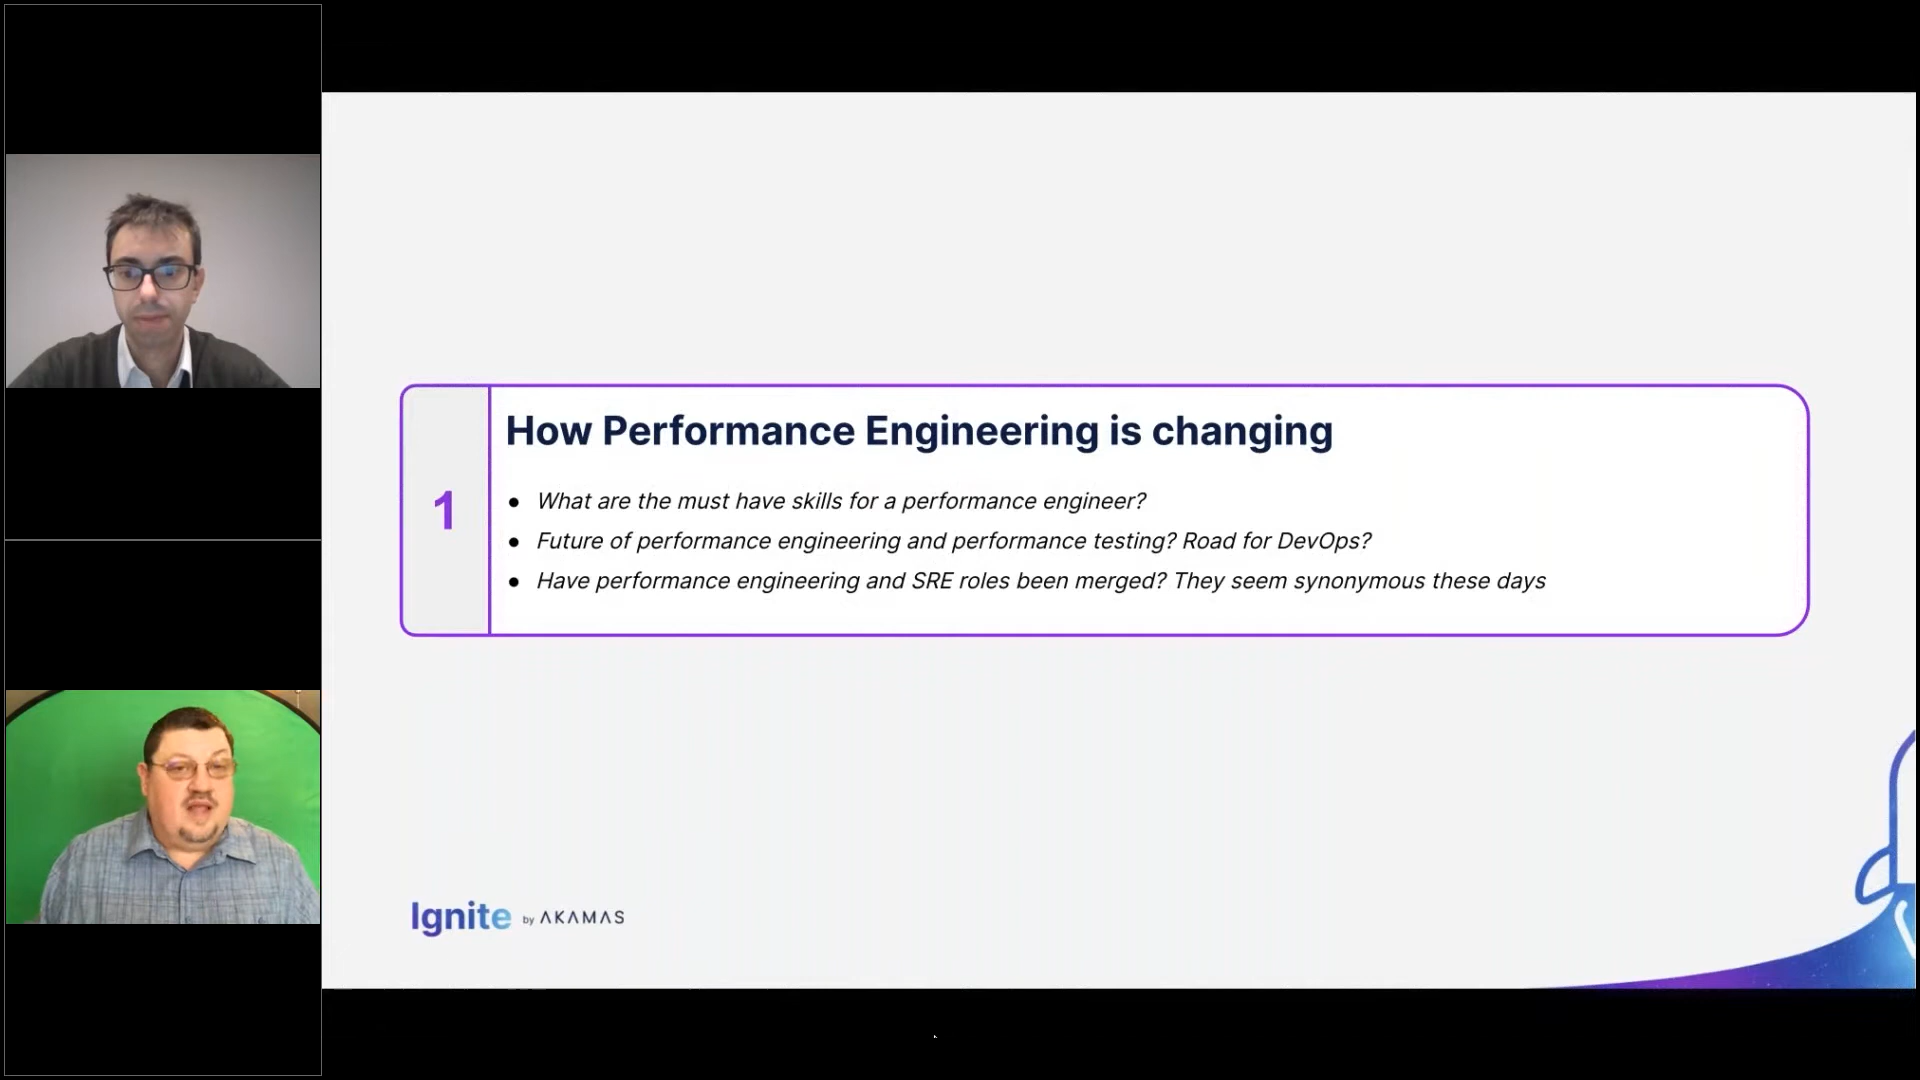 1
How Performance Engineering is changing
● What are the must have skills for a performance engineer?
● Future of performance engineering and performance testing? Road for DevOps?
● Have performance engineering and SRE roles been merged? They seem synonymous these days
Ignite by AKAMAS